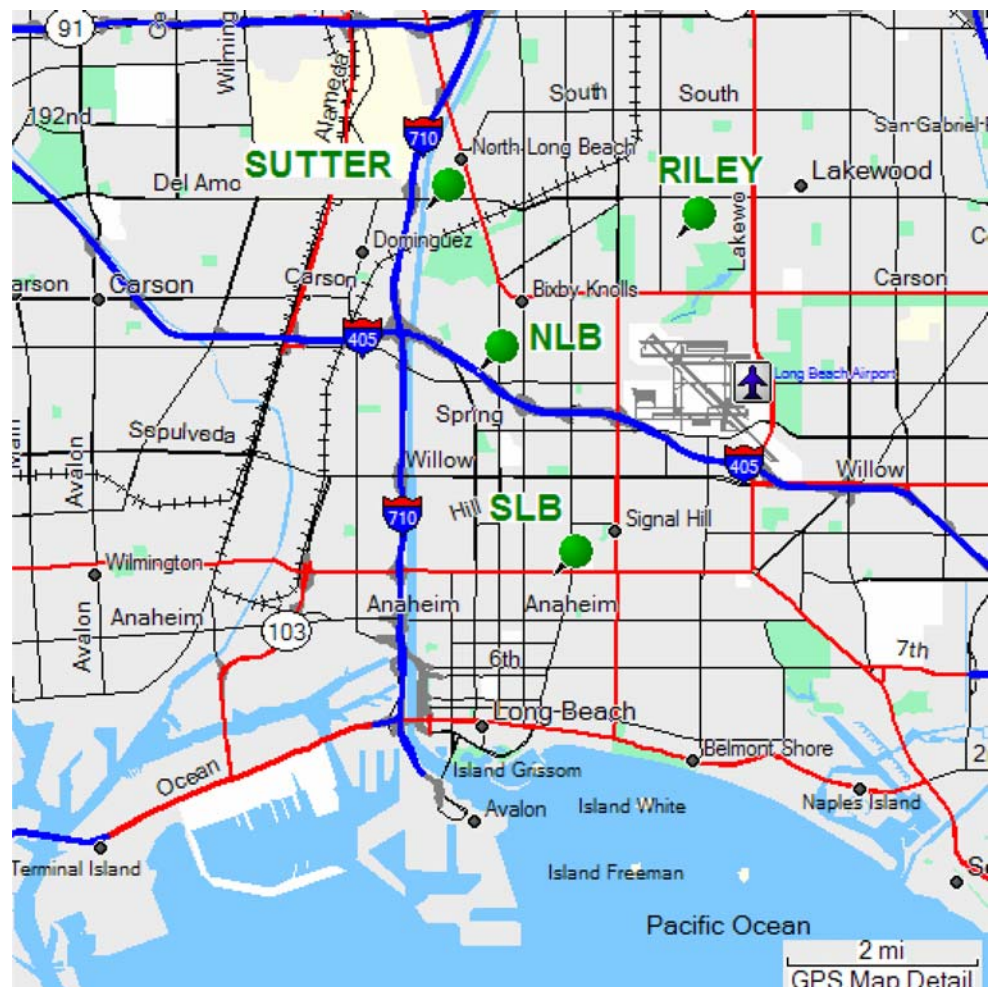 91
Wilming
Alameda
192nd
710
South
South
North Long Beach
SUTTER
RILEY
Lakewood
Del Amo
Lakewo
Dominguez
Carson
Carson
Carson
arson
Bixby Knolls
405
NLB
Long Beach Airport
Spring
Sepulveda
Avalon
Willow
405
Willow
710
Hill
SLB
Signal Hill
Wilmington
Anaheim
Anaheim
Anaheim
Avalon
103
6th
7th
Long Beach
Belmont Shore
Ocean
Island Grissom
Avalon
Island White
Naples Island
Terminal Island
Island Freeman
Pacific Ocean
2 mi
GPS Map Detail